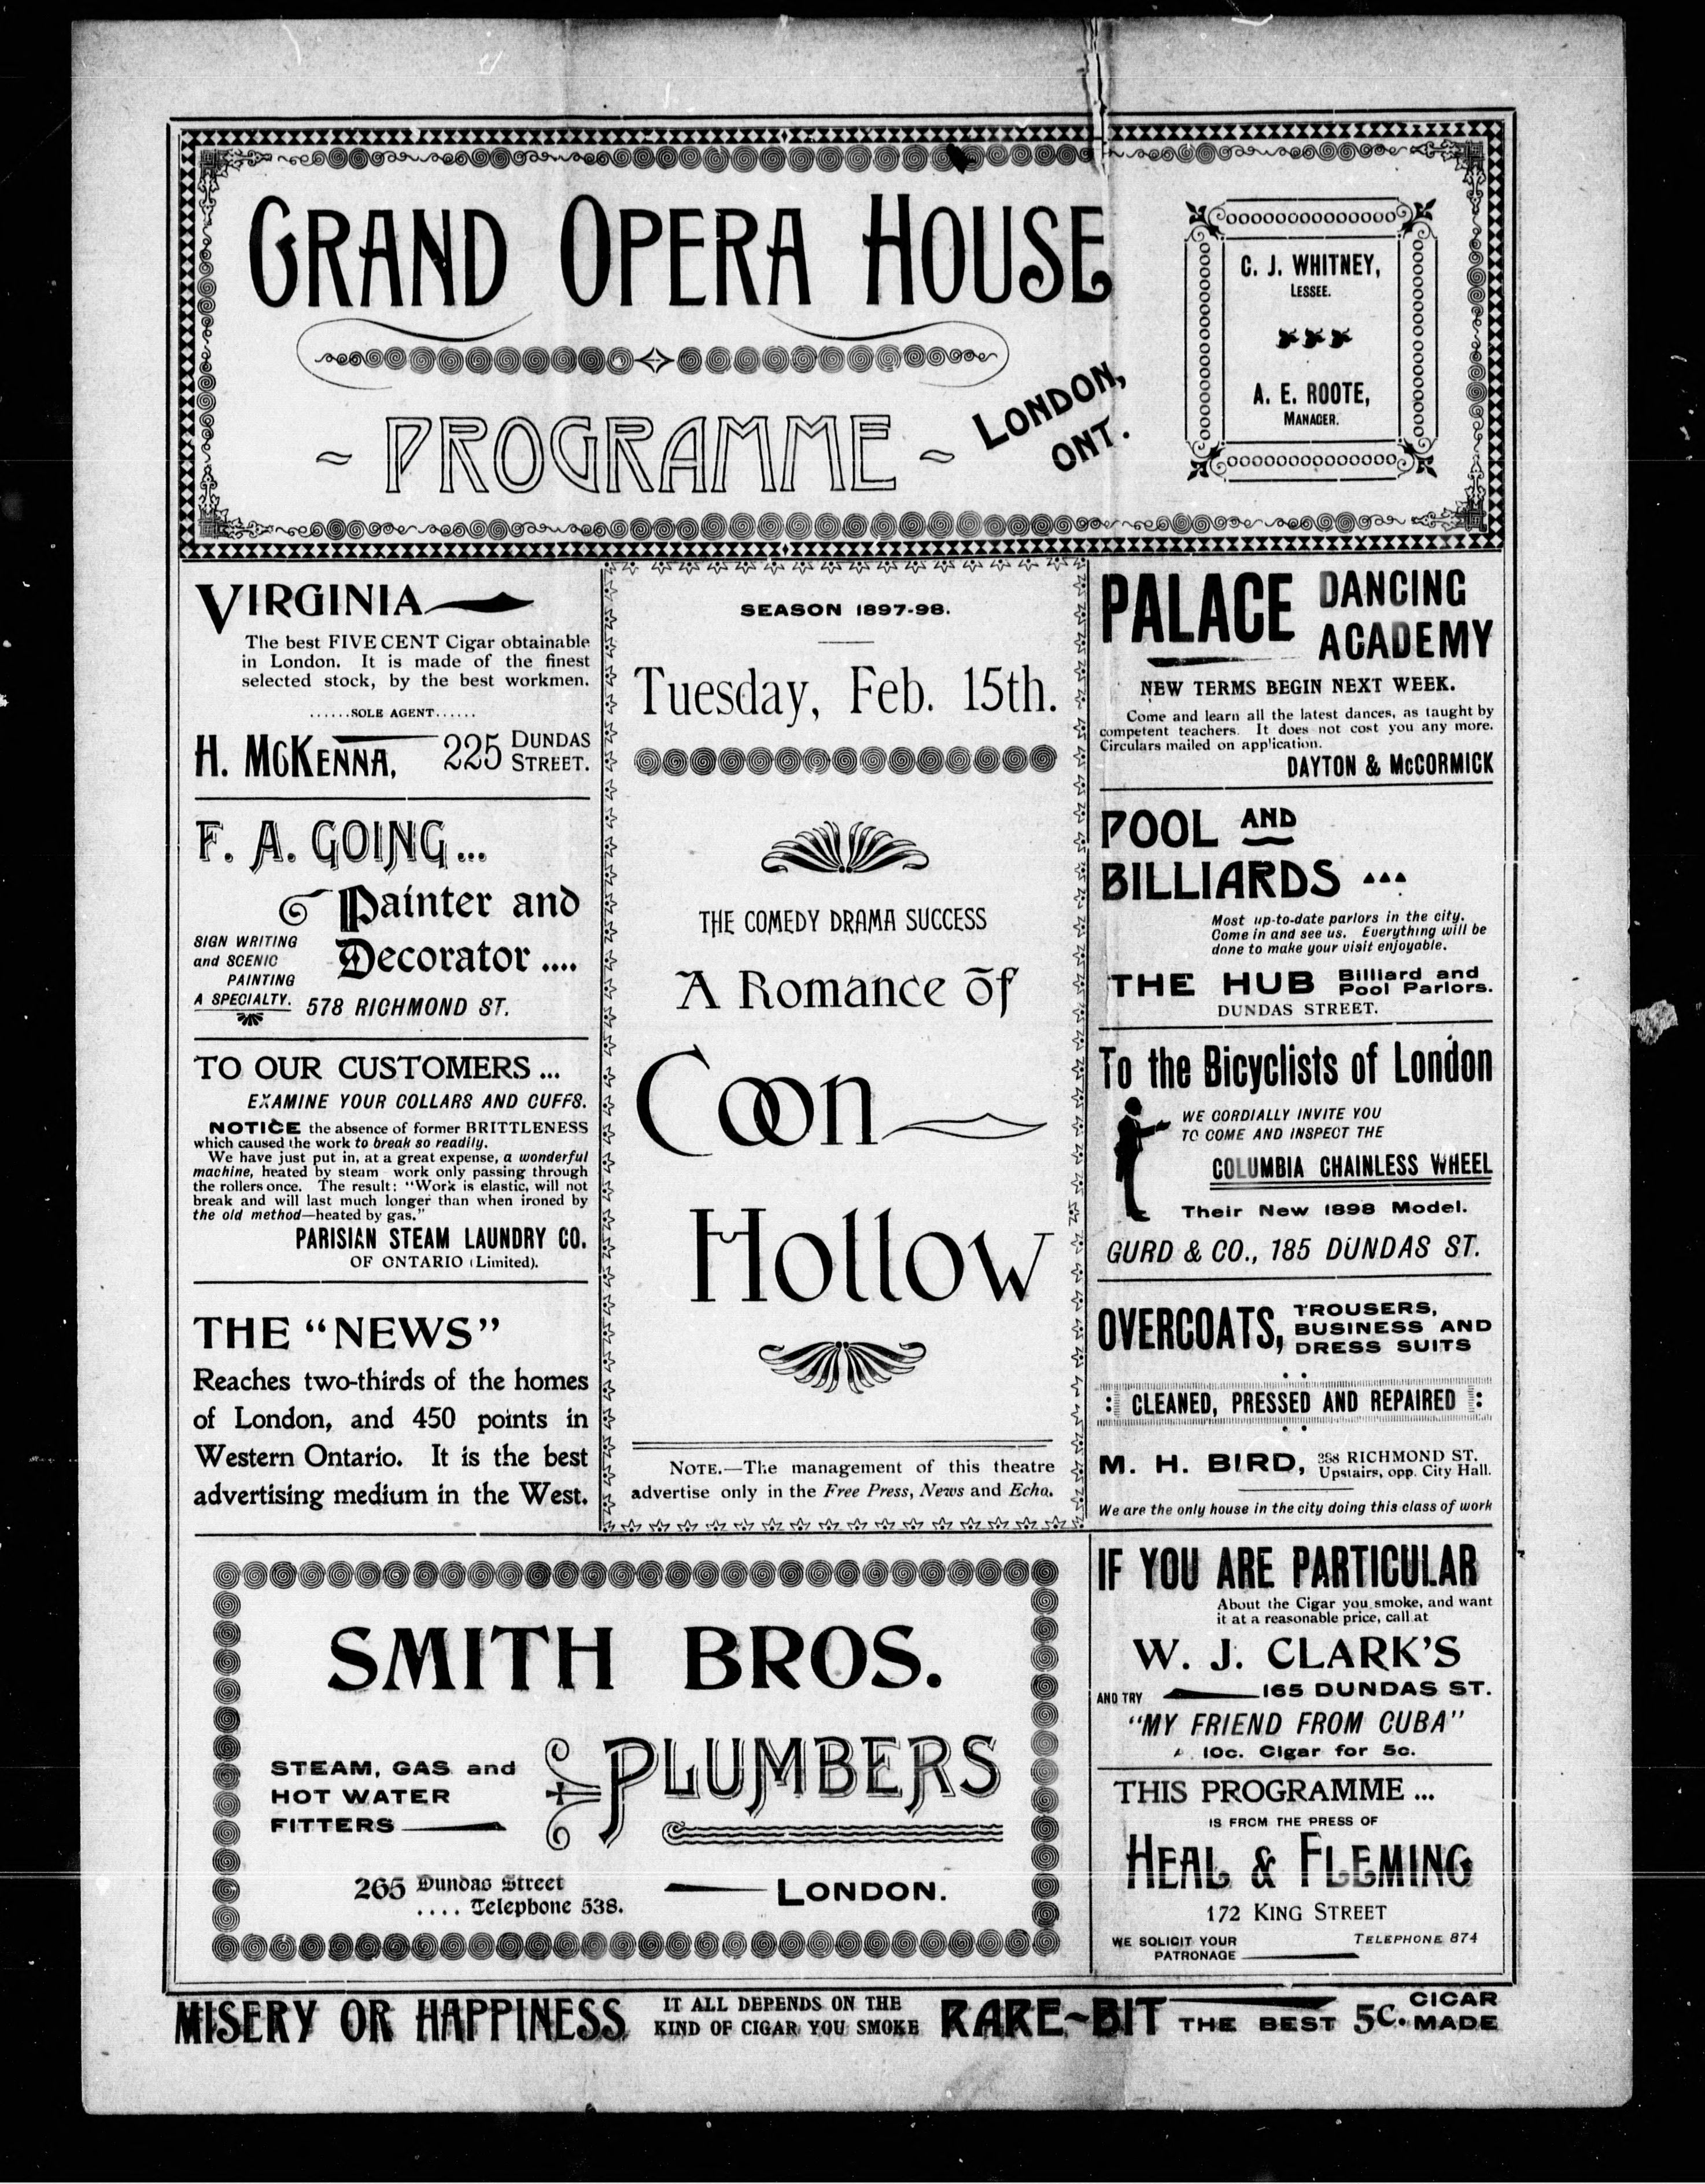 GRAND OPERA HOUSE
~ PROGRAMME ~
LONDON,
ONT.
C. J. WHITNEY,
LESSEE.
A. E. ROOTE,
MANAGER.
VIRGINIA
The best FIVE CENT Cigar obtainable
in London. It is made of the finest
selected stock, by the best workmen.
......SOLE AGENT......
H. McKENNA, 225 DUNDAS STREET.
F. A. GOING...
Painter and
Decorator ....
SIGN WRITING
and SCENIC
PAINTING
A SPECIALTY.
578 RICHMOND ST.
TO OUR CUSTOMERS ...
EXAMINE YOUR COLLARS AND CUFFS.
NOTICE the absence of former BRITTLENESS
which caused the work to break so readily.
We have just put in, at a great expense, a wonderful
machine, heated by steam work only passing through
the rollers once. The result: "Work is elastic, will not
break and will last much longer than when ironed by
the old method—heated by gas."
PARISIAN STEAM LAUNDRY CO.
OF ONTARIO (Limited).
THE "NEWS"
Reaches two-thirds of the homes
of London, and 450 points in
Western Ontario. It is the best
advertising medium in the West.
SEASON 1897-98.
Tuesday, Feb. 15th.
THE COMEDY DRAMA SUCCESS
A Romance of
Coon
Hollow
NOTE.—The management of this theatre
advertise only in the Free Press, News and Echo.
PALACE DANCING
ACADEMY
NEW TERMS BEGIN NEXT WEEK.
Come and learn all the latest dances, as taught by
competent teachers. It does not cost you any more.
Circulars mailed on application.
DAYTON & McCORMICK
POOL AND
BILLIARDS ...
Most up-to-date parlors in the city.
Come in and see us. Everything will be
done to make your visit enjoyable.
THE HUB Billiard and
Pool Parlors.
DUNDAS STREET.
To the Bicyclists of London
WE CORDIALLY INVITE YOU
TO COME AND INSPECT THE
COLUMBIA CHAINLESS WHEEL
Their New 1898 Model.
GURD & CO., 185 DUNDAS ST.
OVERCOATS, TROUSERS,
BUSINESS AND
DRESS SUITS
CLEANED, PRESSED AND REPAIRED
M. H. BIRD, RICHMOND ST.
Upstairs, opp. City Hall.
We are the only house in the city doing this class of work
SMITH BROS.
STEAM, GAS and
HOT WATER
FITTERS
PLUMBERS
265 Dundas Street
.... Telephone 538.
LONDON.
IF YOU ARE PARTICULAR
About the Cigar you smoke, and want
it at a reasonable price, call at
W. J. CLARK'S
AND TRY 165 DUNDAS ST.
"MY FRIEND FROM CUBA"
A 10c. Cigar for 5c.
THIS PROGRAMME ...
IS FROM THE PRESS OF
HEAL & FLEMING
172 KING STREET
WE SOLICIT YOUR
PATRONAGE
TELEPHONE 874
MISERY OR HAPPINESS IT ALL DEPENDS ON THE
KIND OF CIGAR YOU SMOKE RARE-BIT THE BEST 5C. CIGAR
MADE